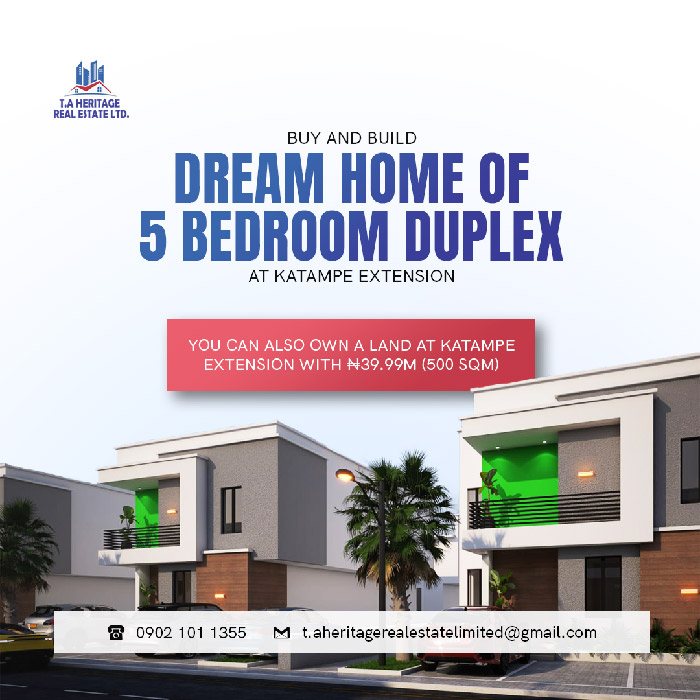 T.A HERITAGE
REAL ESTATE LTD.
BUY AND BUILD
DREAM HOME OF
5 BEDROOM DUPLEX
AT KATAMPE EXTENSION
YOU CAN ALSO OWN A LAND AT KATAMPE
EXTENSION WITH ₦39.99M (500 SQM)
0902 101 1355 t.aheritagerealestatelimited@gmail.com